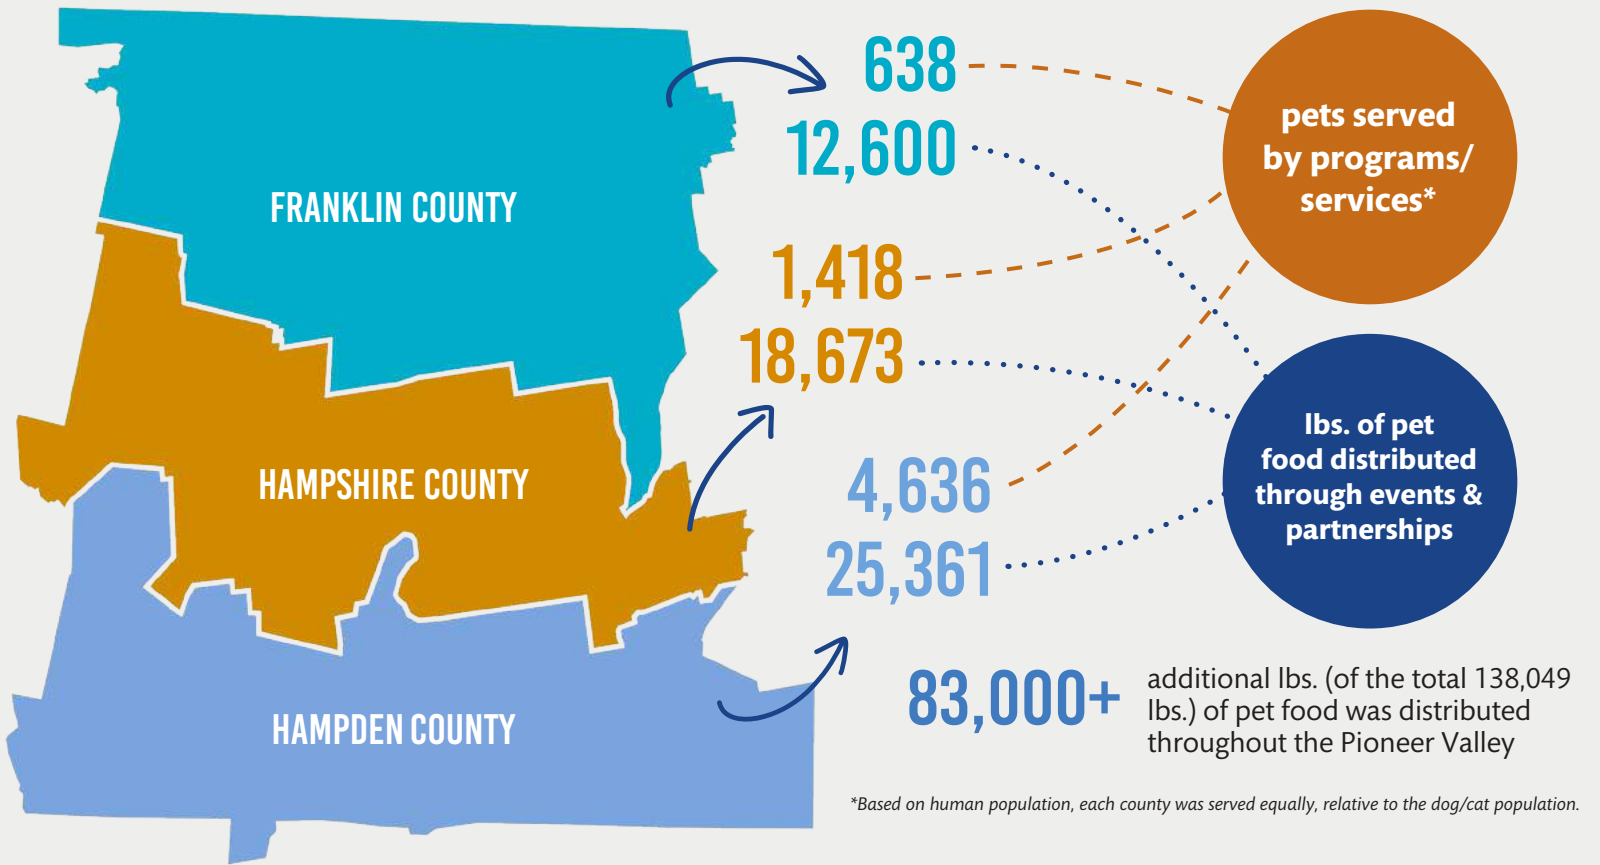 FRANKLIN COUNTY
HAMPSHIRE COUNTY
HAMPDEN COUNTY
638
12,600
1,418
18,673
4,636
25,361
pets served
by programs/
services*
lbs. of pet
food distributed
through events &
partnerships
83,000+
additional lbs. (of the total 138,049
lbs.) of pet food was distributed
throughout the Pioneer Valley
*Based on human population, each county was served equally, relative to the dog/cat population.